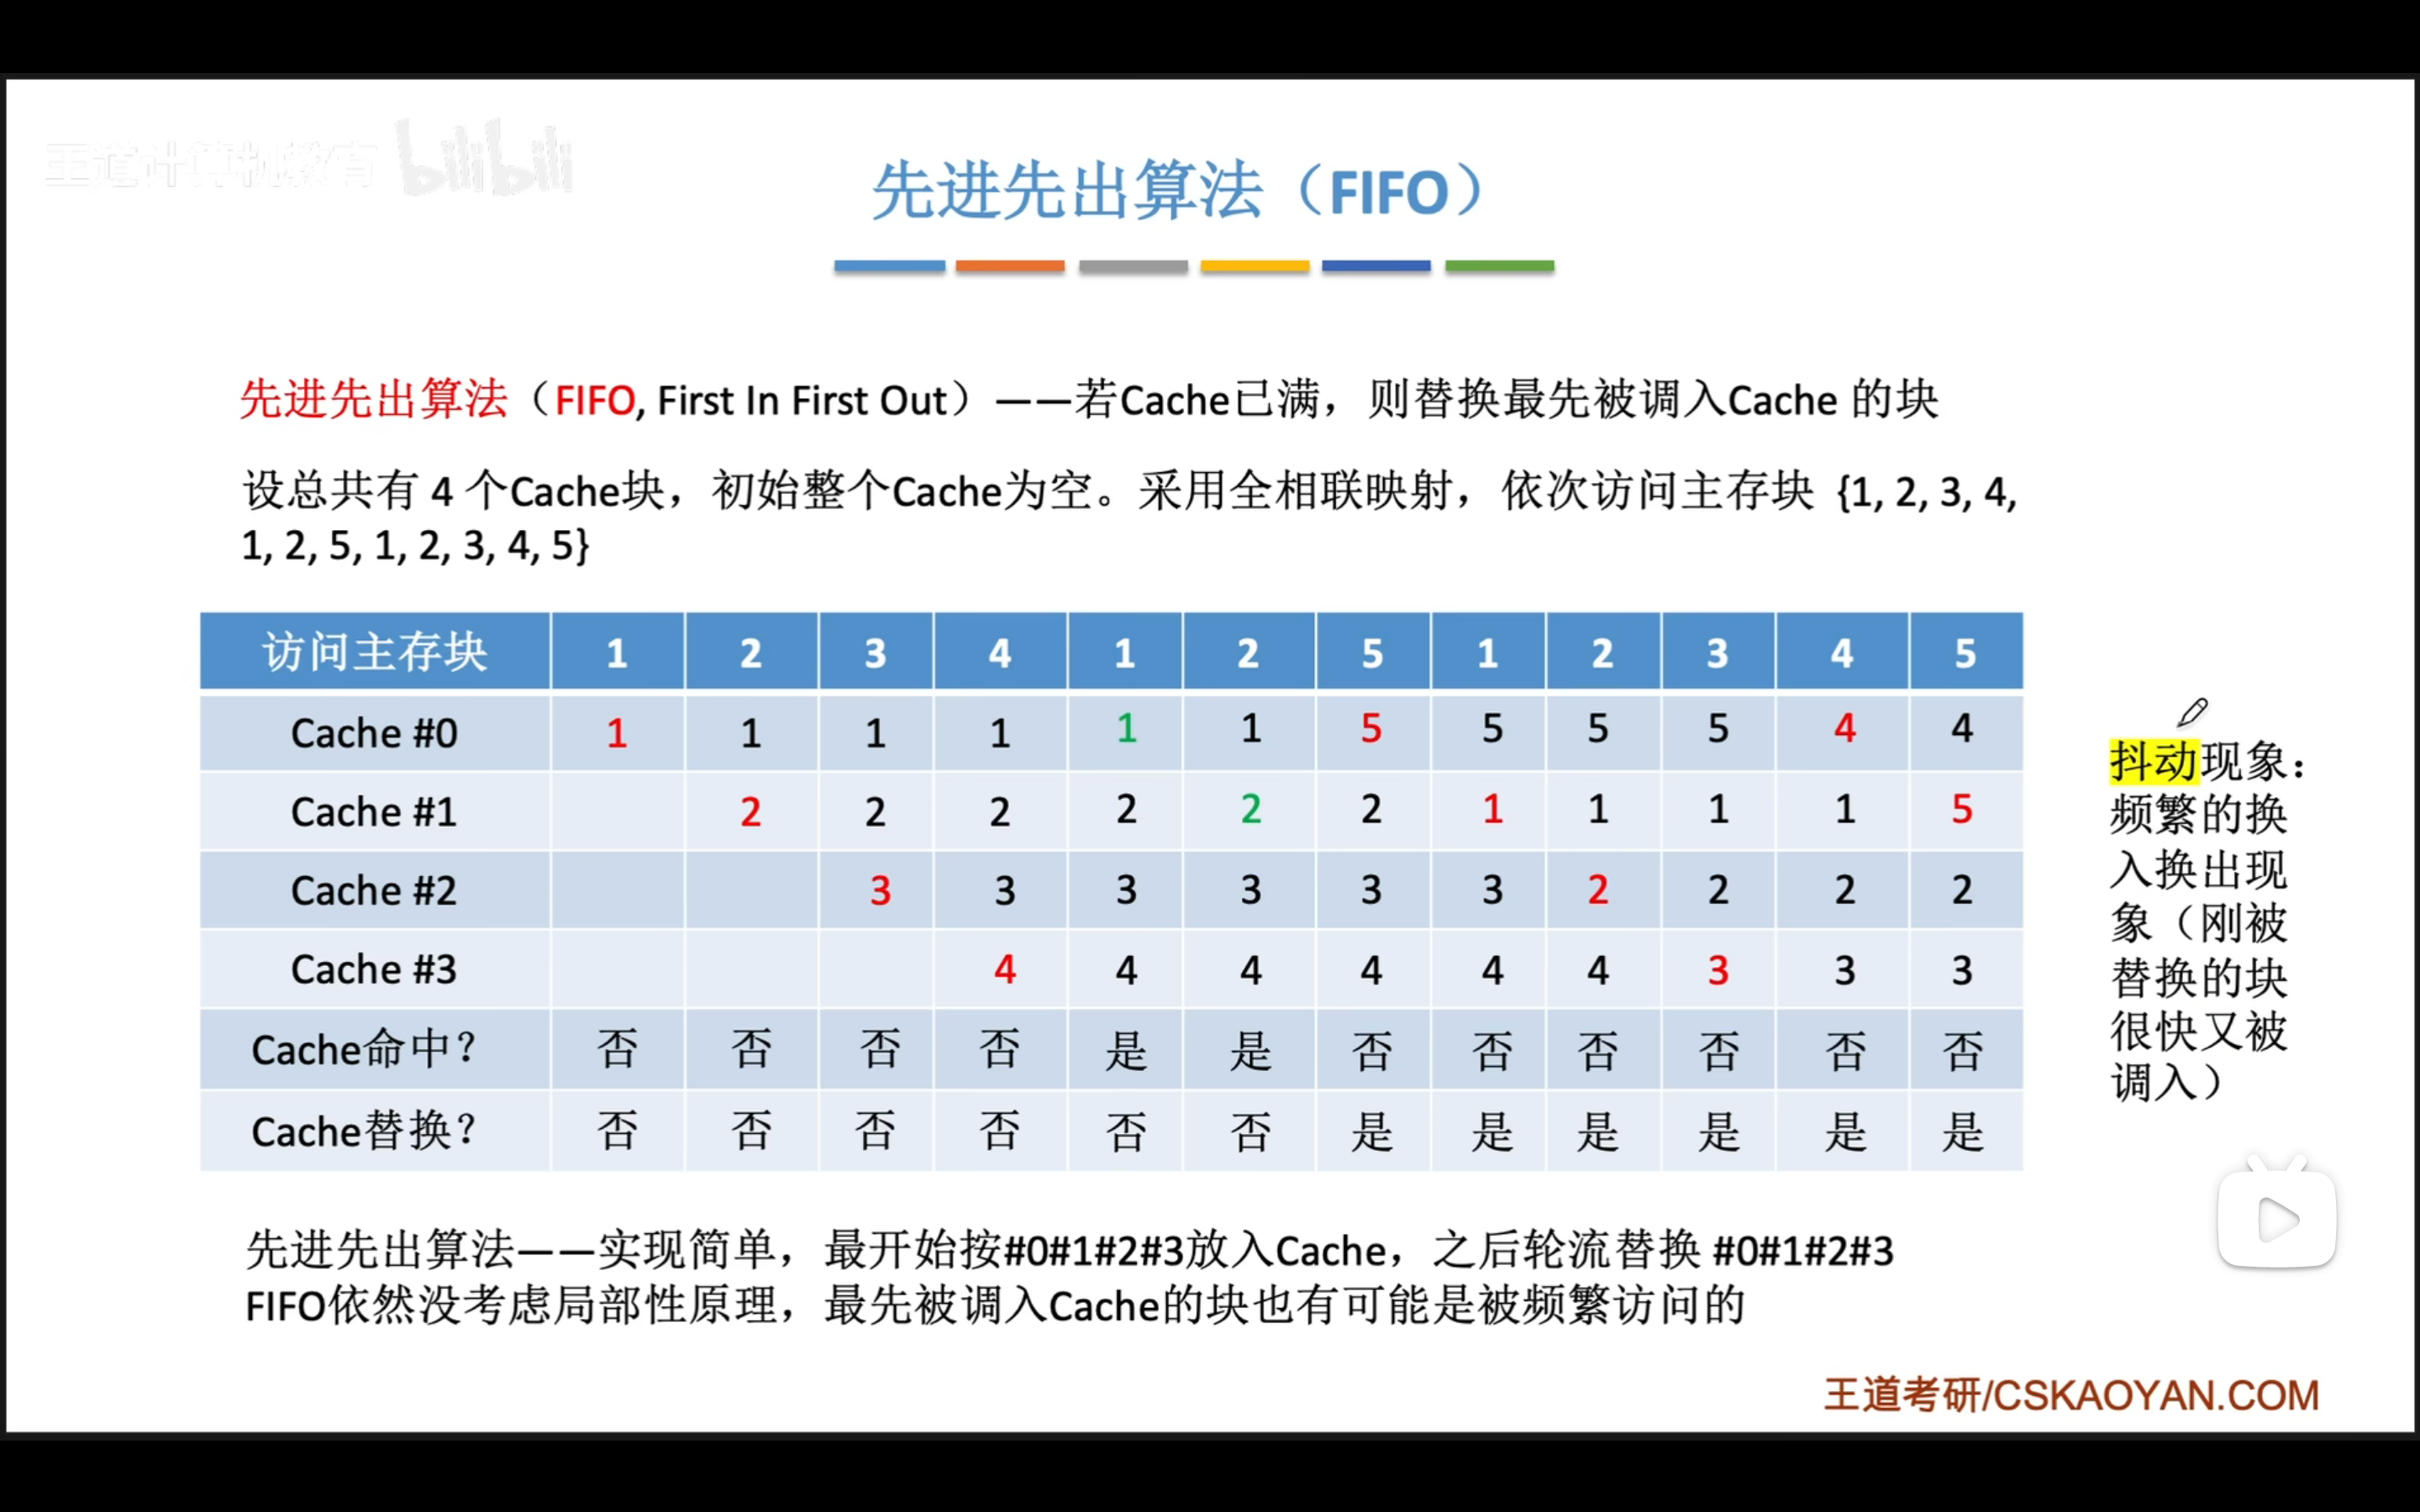 王道计算机教育 bilibili
先进先出算法（FIFO）
先进先出算法（FIFO, First In First Out）——若Cache已满，则替换最先被调入Cache 的块
设总共有 4 个Cache块，初始整个Cache为空。采用全相联映射，依次访问主存块 {1, 2, 3, 4,
1, 2, 5, 1, 2, 3, 4, 5}
访问主存块 1 2 3 4 1 2 5 1 2 3 4 5
Cache #0 1 1 1 1 1 1 5 5 5 5 4 4
Cache #1 2 2 2 2 2 2 1 1 1 1 5
Cache #2 3 3 3 3 3 3 2 2 2 2
Cache #3 4 4 4 4 4 4 3 3 3
Cache命中？ 否 否 否 否 是 是 否 否 否 否 否 否
Cache替换？ 否 否 否 否 否 否 是 是 是 是 是 是
抖动现象：
频繁的换
入换出现
象（刚被
替换的块
很快又被
调入）
先进先出算法——实现简单，最开始按#0#1#2#3放入Cache，之后轮流替换 #0#1#2#3
FIFO依然没考虑局部性原理，最先被调入Cache的块也有可能是被频繁访问的
王道考研/CSKAOYAN.COM